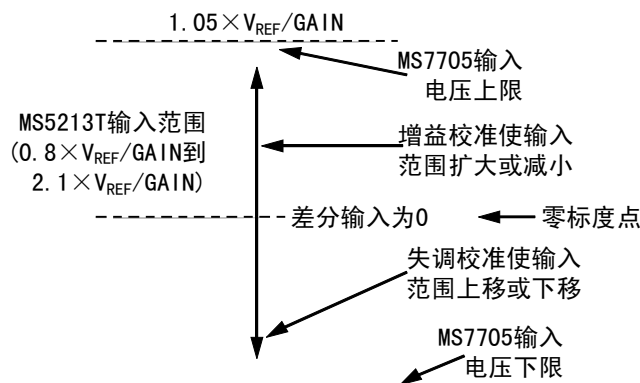 1.05×VREF/GAIN
MS7705输入
电压上限
MS5213T输入范围
(0.8×VREF/GAIN到
2.1×VREF/GAIN)
增益校准使输入
范围扩大或减小
差分输入为0
零标度点
失调校准使输入
范围上移或下移
MS7705输入
电压下限